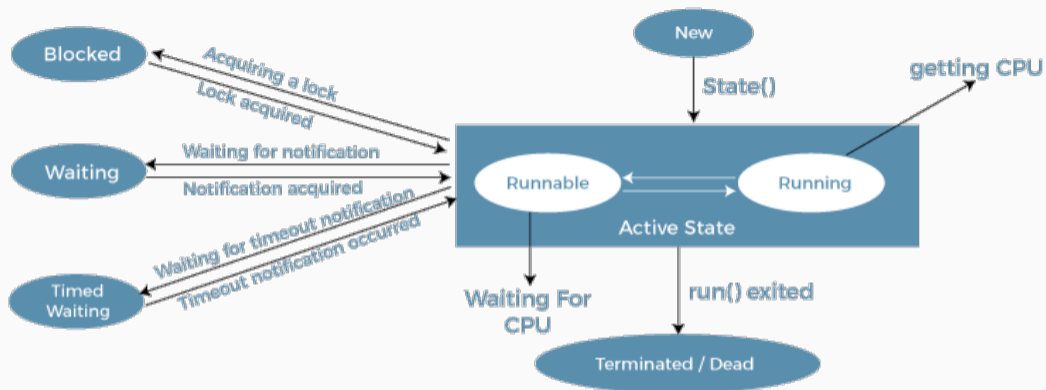 New
Blocked
Acquiring a lock
Lock acquired
State()
getting CPU
Waiting for notification
Waiting
Notification acquired
Runnable
Running
Active State
Waiting for timeout notification
Timeout notification occurred
Timed
Waiting
Waiting For
CPU
run() exited
Terminated / Dead